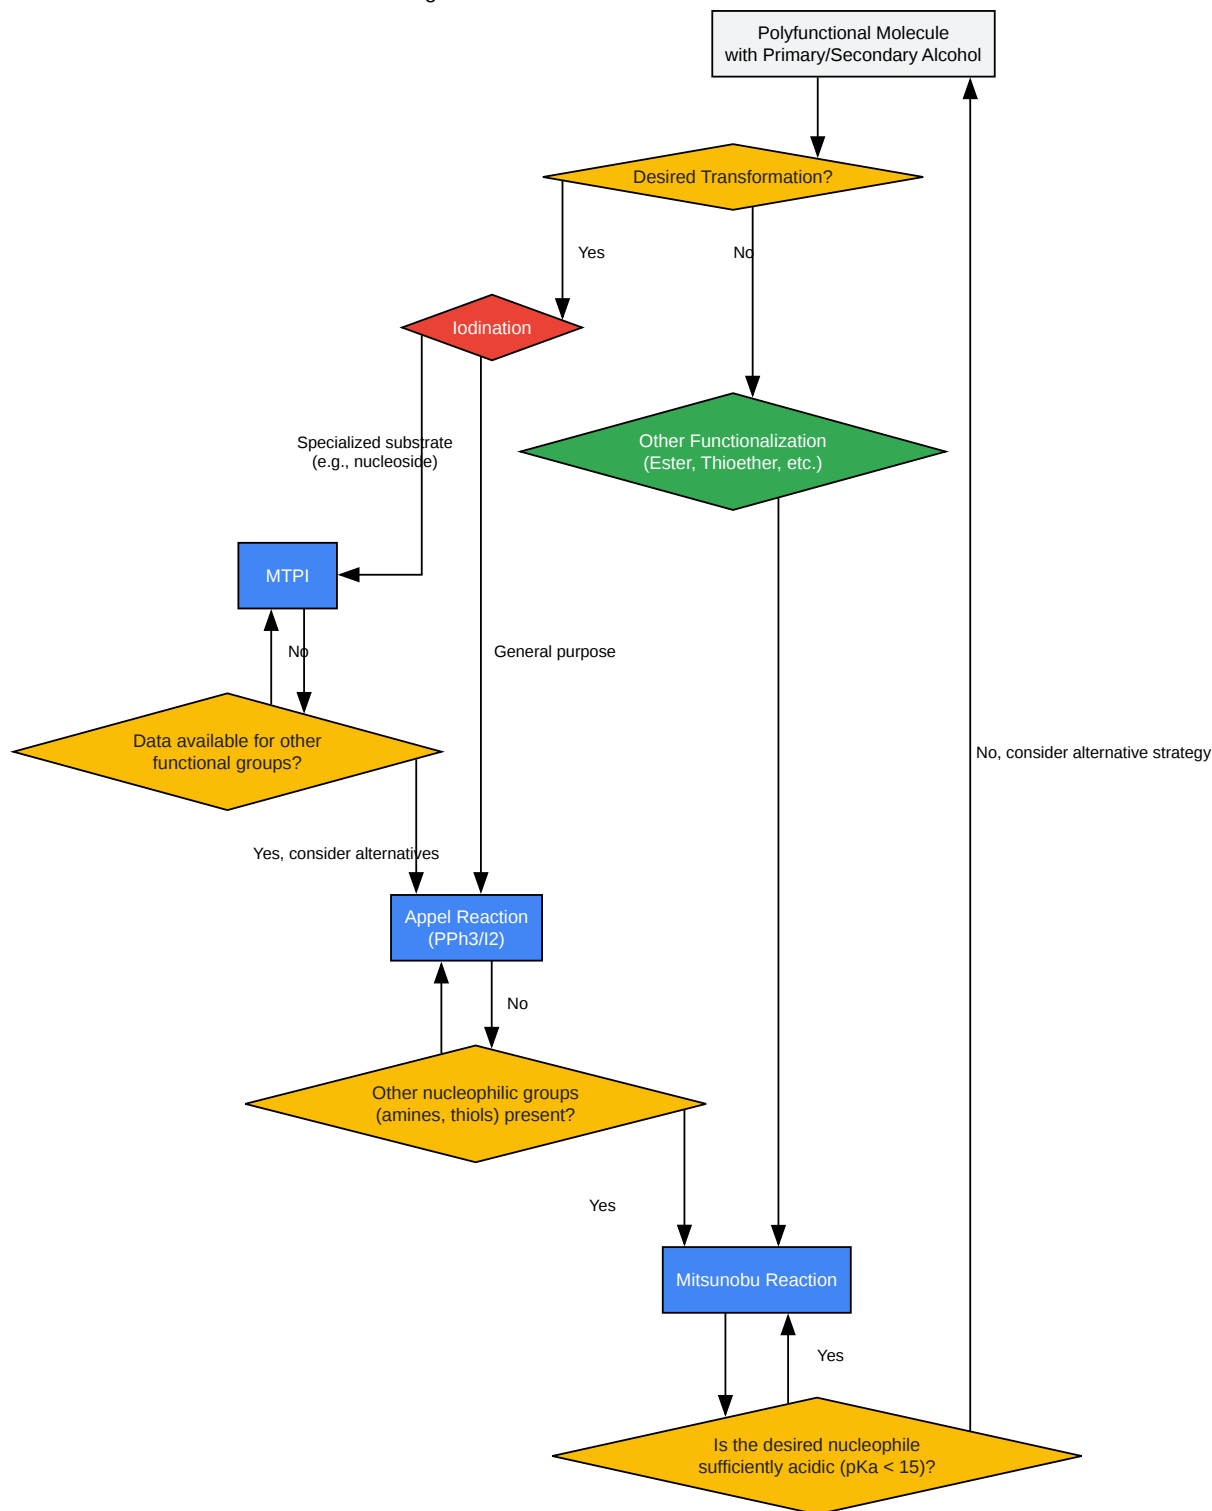 Polyfunctional Molecule
with Primary/Secondary Alcohol
Desired Transformation?
Yes
No
Iodination
Specialized substrate
(e.g., nucleoside)
Other Functionalization
(Ester, Thioether, etc.)
MTPI
No
General purpose
Data available for other
functional groups?
No, consider alternative strategy
Yes, consider alternatives
Appel Reaction
(PPh3/I2)
No
Other nucleophilic groups
(amines, thiols) present?
Yes
Mitsunobu Reaction
Yes
Is the desired nucleophile
sufficiently acidic (pKa < 15)?